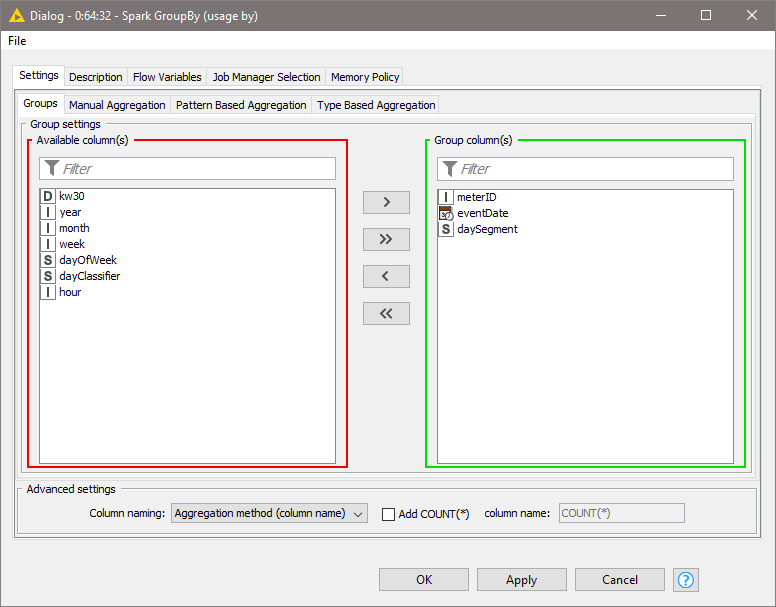 Dialog - 0:64:32 - Spark GroupBy (usage by)
File
Settings Description Flow Variables Job Manager Selection Memory Policy
Groups Manual Aggregation Pattern Based Aggregation Type Based Aggregation
Group settings
Available column(s) Group column(s)
Filter Filter
D kw30 I meterID
I year eventDate
I month S daySegment
I week
S dayOfWeek
S dayClassifier
I hour
>
>>
<
<<
Advanced settings
Column naming: Aggregation method (column name) Add COUNT(*) column name: COUNT(*)
OK Apply Cancel ?